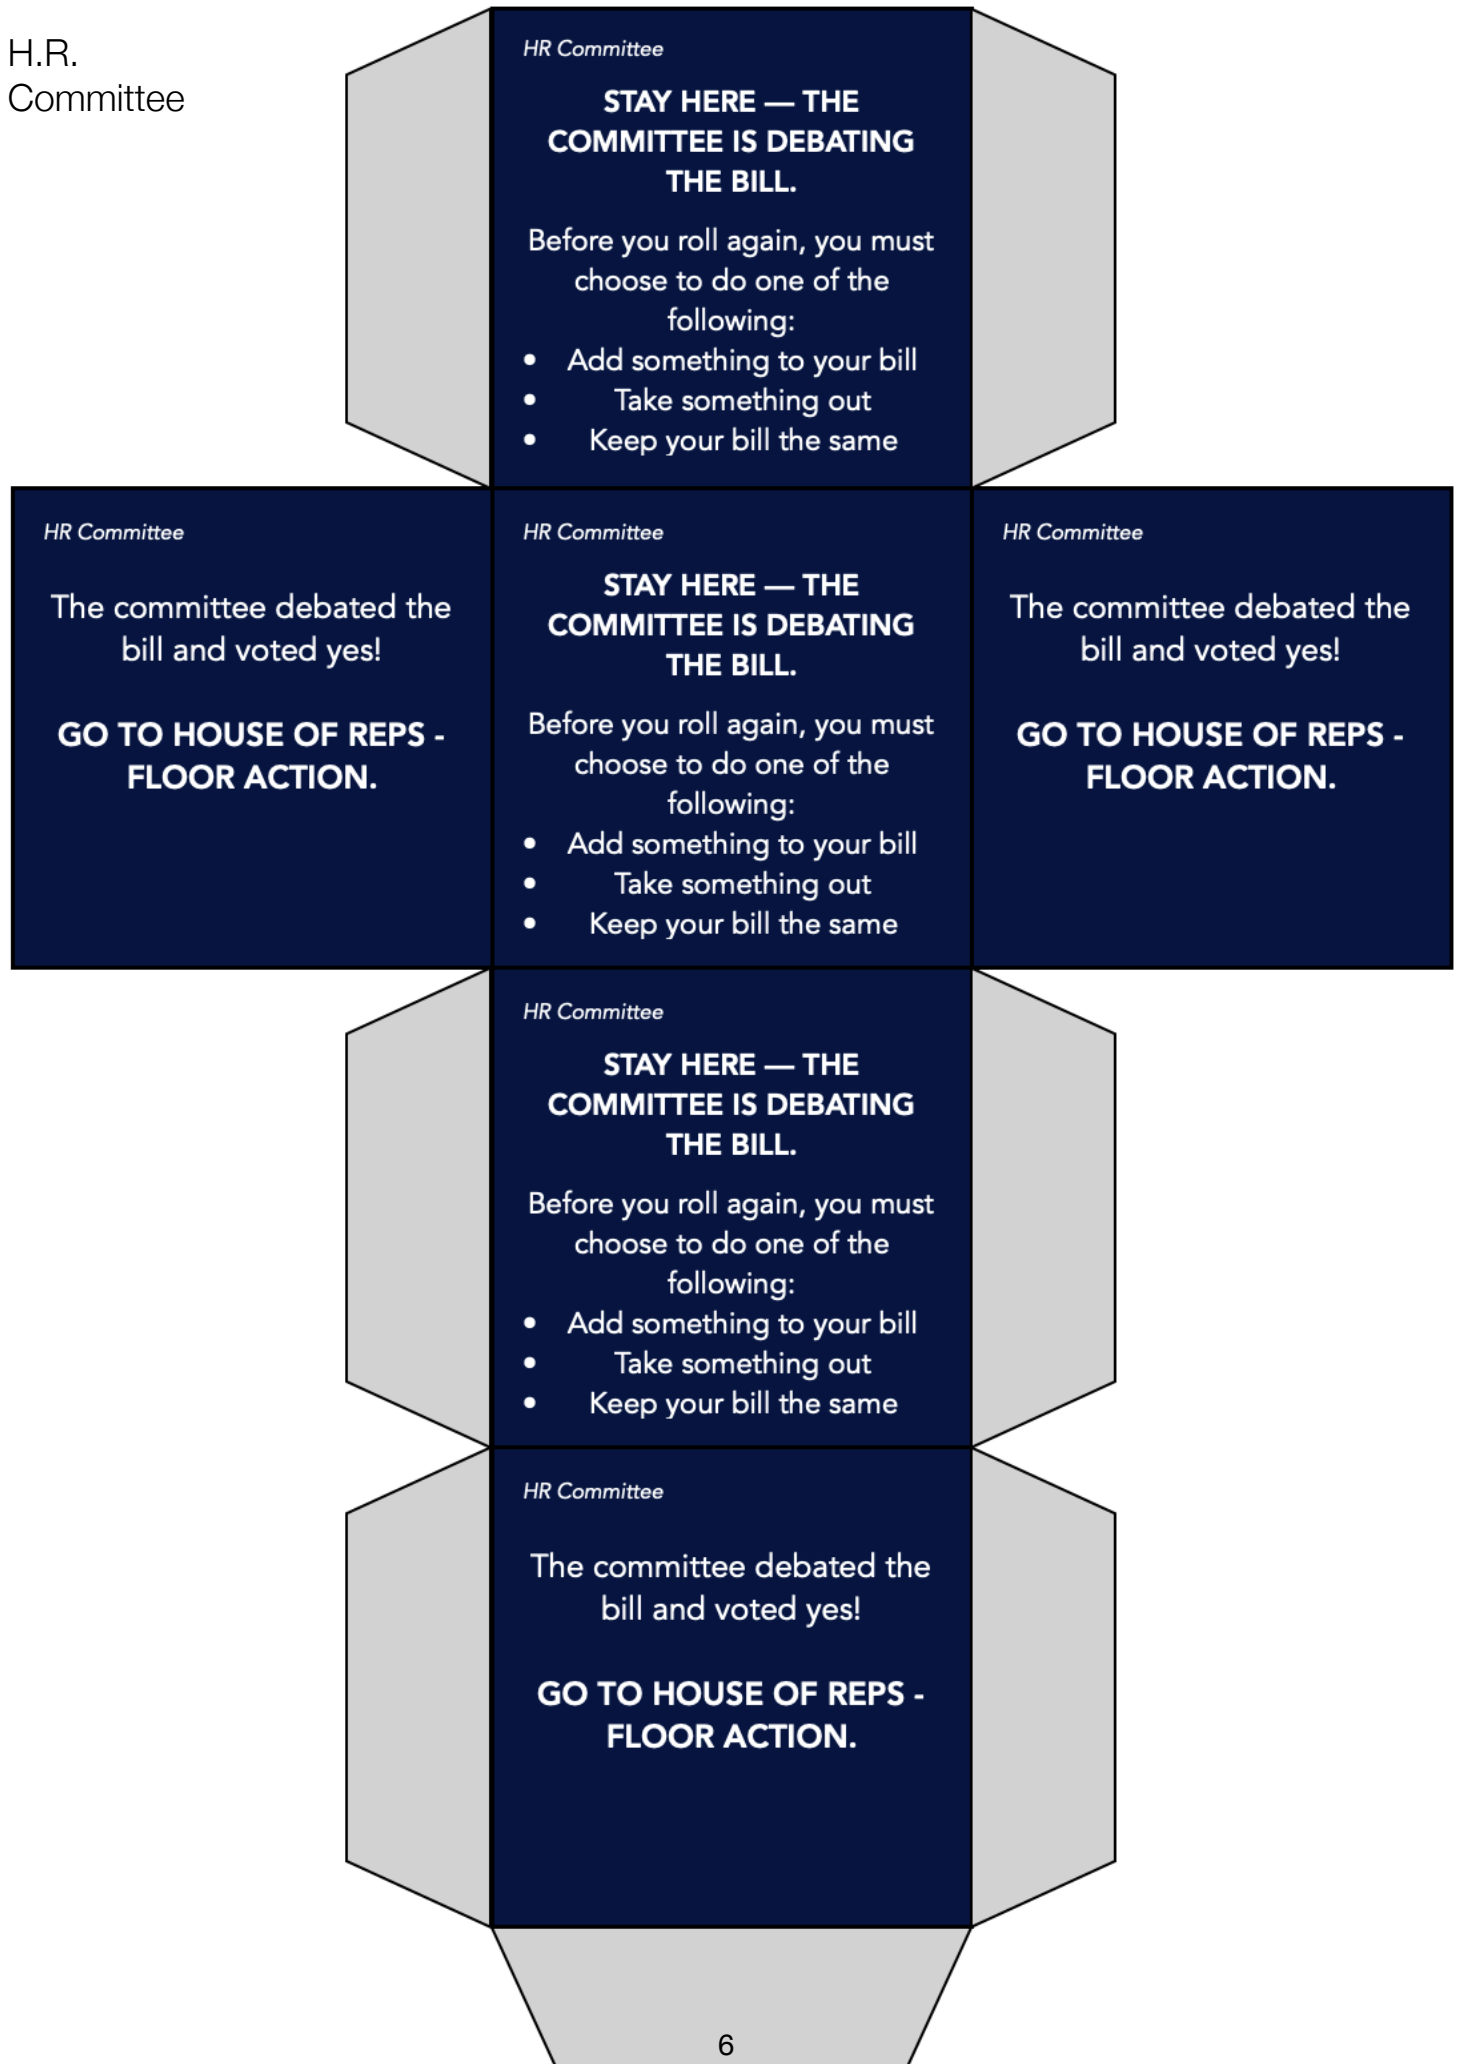 H.R.
Committee
HR Committee
STAY HERE — THE
COMMITTEE IS DEBATING
THE BILL.
Before you roll again, you must
choose to do one of the
following:
• Add something to your bill
• Take something out
• Keep your bill the same
HR Committee
The committee debated the
bill and voted yes!
GO TO HOUSE OF REPS -
FLOOR ACTION.
HR Committee
STAY HERE — THE
COMMITTEE IS DEBATING
THE BILL.
Before you roll again, you must
choose to do one of the
following:
• Add something to your bill
• Take something out
• Keep your bill the same
HR Committee
The committee debated the
bill and voted yes!
GO TO HOUSE OF REPS -
FLOOR ACTION.
HR Committee
STAY HERE — THE
COMMITTEE IS DEBATING
THE BILL.
Before you roll again, you must
choose to do one of the
following:
• Add something to your bill
• Take something out
• Keep your bill the same
HR Committee
The committee debated the
bill and voted yes!
GO TO HOUSE OF REPS -
FLOOR ACTION.
6